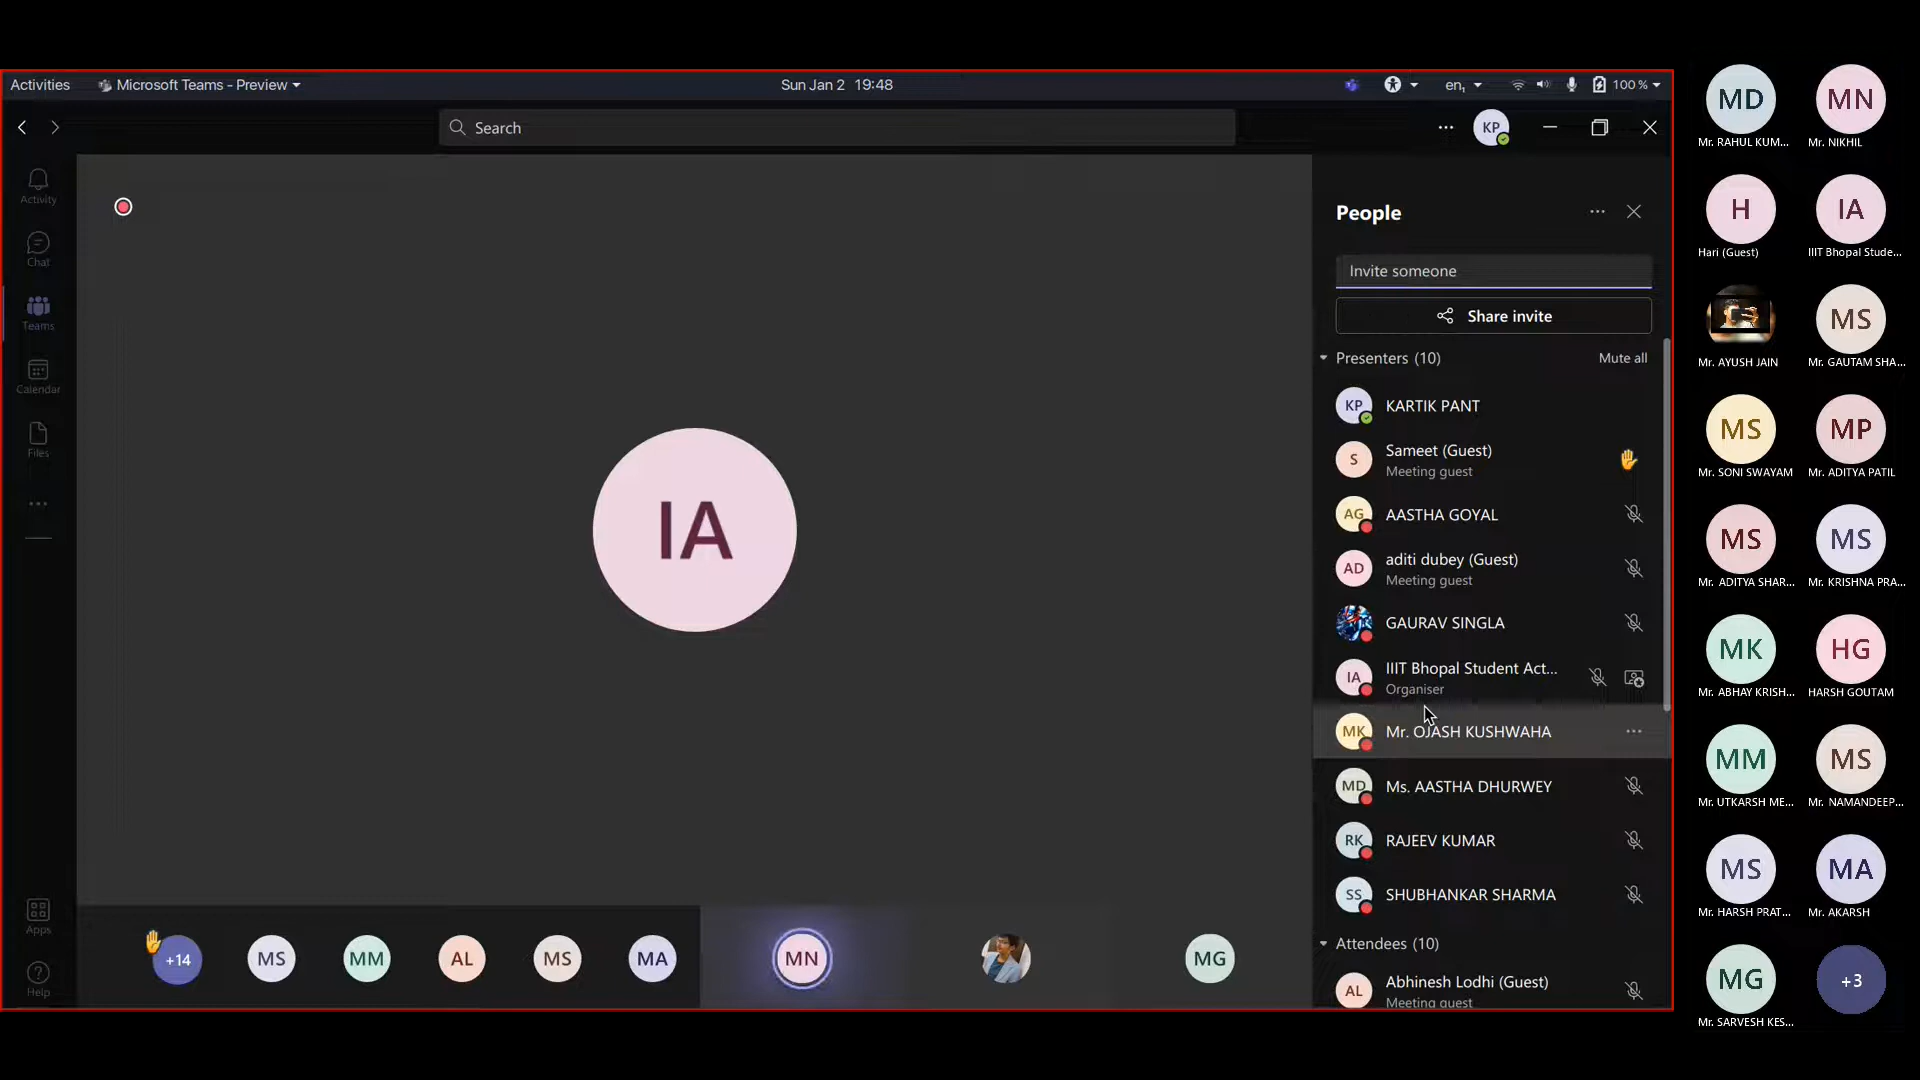 Activities
Microsoft Teams - Preview
Sun Jan 2 19:48
en₁
100 %
Search
KP
Activity
Chat
Teams
Calendar
Files
Apps
Help
IA
+14
MS
MM
AL
MS
MA
MN
MG
People
Invite someone
Share invite
Presenters (10)
Mute all
KP
KARTIK PANT
S
Sameet (Guest)
Meeting guest
AG
AASTHA GOYAL
AD
aditi dubey (Guest)
Meeting guest
GAURAV SINGLA
IA
IIIT Bhopal Student Act...
Organiser
MK
Mr. OJASH KUSHWAHA
MD
Ms. AASTHA DHURWEY
RK
RAJEEV KUMAR
SS
SHUBHANKAR SHARMA
Attendees (10)
AL
Abhinesh Lodhi (Guest)
Meeting guest
MD
MN
Mr. RAHUL KUM...
Mr. NIKHIL
H
IA
Hari (Guest)
IIIT Bhopal Stude...
MS
Mr. AYUSH JAIN
Mr. GAUTAM SHA...
MS
MP
Mr. SONI SWAYAM
Mr. ADITYA PATIL
MS
MS
Mr. ADITYA SHAR...
Mr. KRISHNA PRA...
MK
HG
Mr. ABHAY KRISH...
HARSH GOUTAM
MM
MS
Mr. UTKARSH ME...
Mr. NAMANDEEP...
MS
MA
Mr. HARSH PRAT...
Mr. AKARSH
MG
+3
Mr. SARVESH KES...